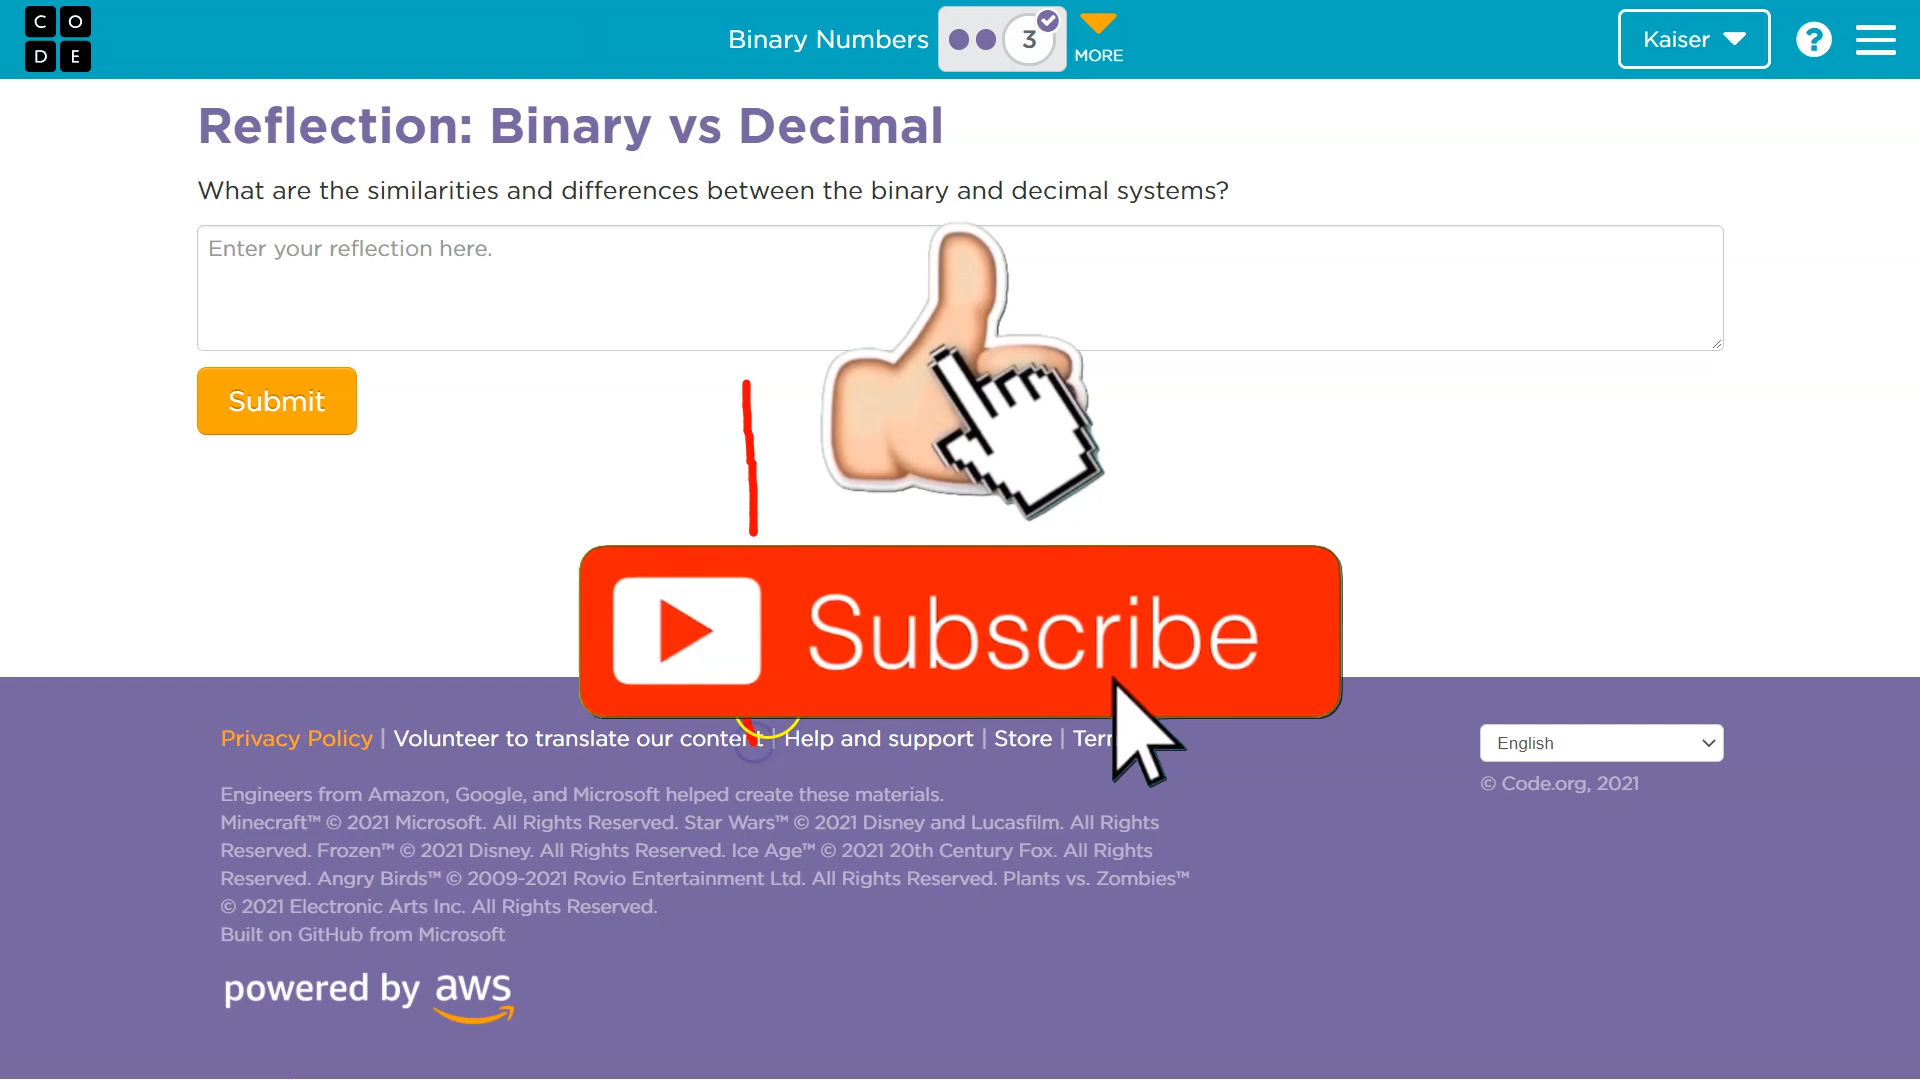 CODE
Binary Numbers
3
MORE
Kaiser
?
Reflection: Binary vs Decimal
What are the similarities and differences between the binary and decimal systems?
Enter your reflection here.
Submit
Subscribe
Privacy Policy | Volunteer to translate our content | Help and support | Store |
English
© Code.org, 2021
Engineers from Amazon, Google, and Microsoft helped create these materials.
Minecraft™ © 2021 Microsoft. All Rights Reserved. Star Wars™ © 2021 Disney and Lucasfilm. All Rights
Reserved. Frozen™ © 2021 Disney. All Rights Reserved. Ice Age™ © 2021 20th Century Fox. All Rights
Reserved. Angry Birds™ © 2009-2021 Rovio Entertainment Ltd. All Rights Reserved. Plants vs. Zombies™
© 2021 Electronic Arts Inc. All Rights Reserved.
Built on GitHub from Microsoft
powered by aws